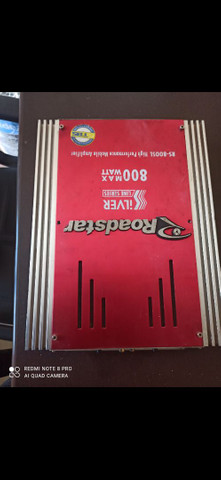 Roadstar
SILVER
LINE SERIES
800 MAX
WATT
RS-800SL High Performance Mobile Amplifier
REDMI NOTE 8 PRO
AI QUAD CAMERA